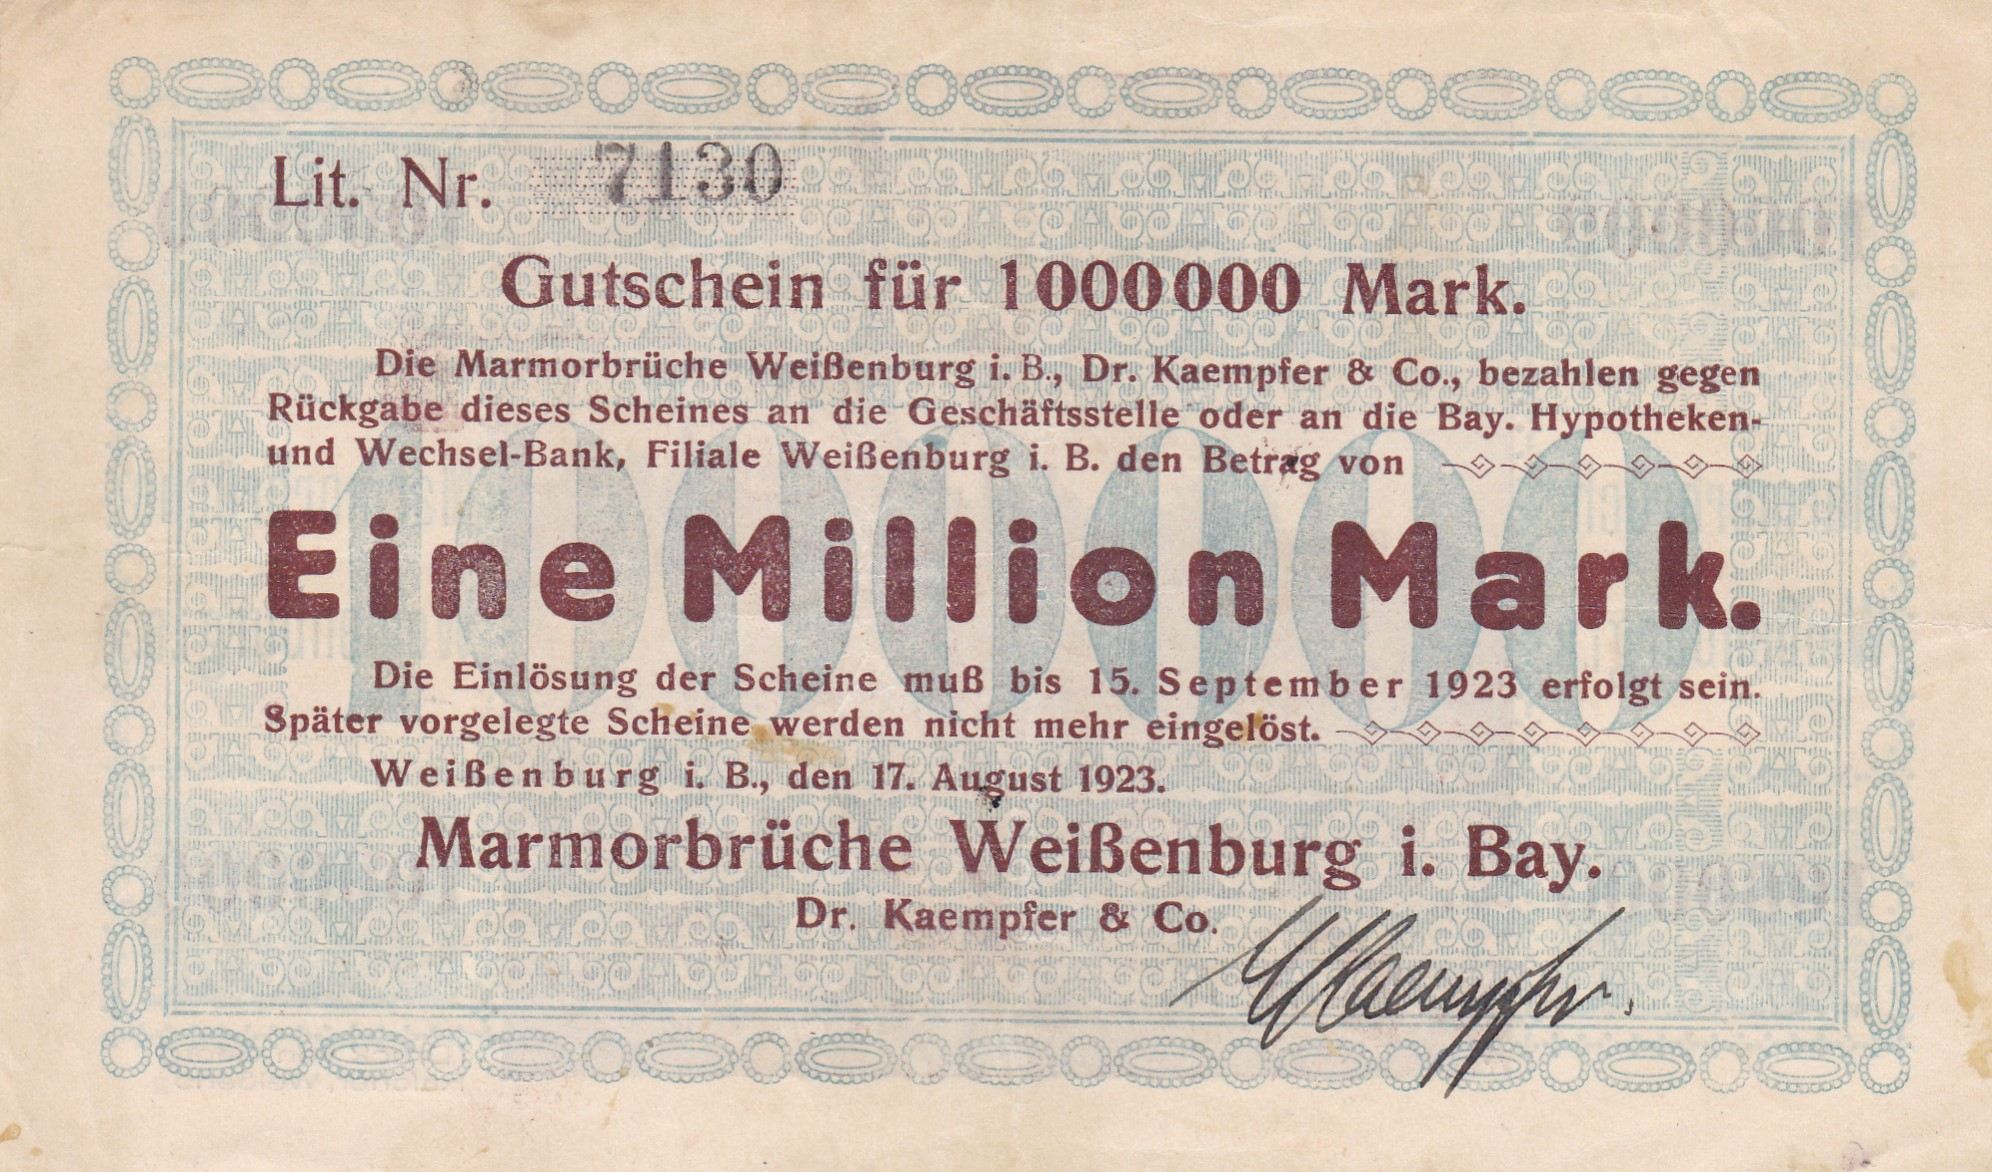 Lit. Nr. 7130
Gutschein für 1000000 Mark.
Die Marmorbrüche Weißenburg i. B., Dr. Kaempfer & Co., bezahlen gegen
Rückgabe dieses Scheines an die Geschäftsstelle oder an die Bay. Hypotheken-
und Wechsel-Bank, Filiale Weißenburg i. B. den Betrag von
1000000
Eine Million Mark.
Die Einlösung der Scheine muß bis 15. September 1923 erfolgt sein.
Später vorgelegte Scheine werden nicht mehr eingelöst.
Weißenburg i. B., den 17. August 1923.
Marmorbrüche Weißenburg i. Bay.
Dr. Kaempfer & Co.
Kaempfer.